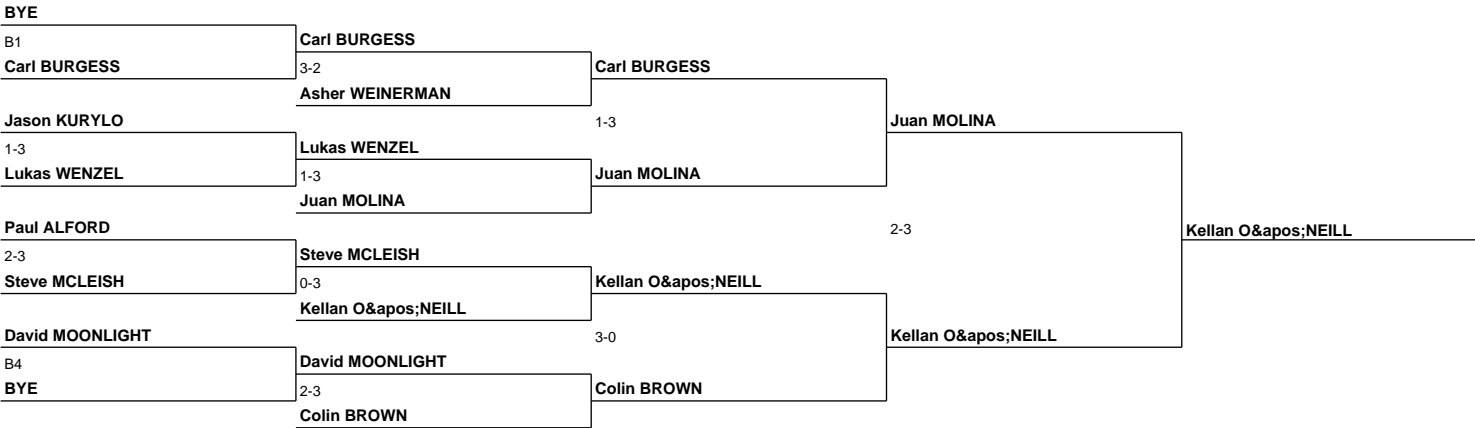 BYE
B1
Carl BURGESS
Carl BURGESS
3-2
Carl BURGESS
Asher WEINERMAN
Jason KURYLO
1-3
Juan MOLINA
1-3
Lukas WENZEL
Lukas WENZEL
1-3
Juan MOLINA
Juan MOLINA
Paul ALFORD
2-3
Kellan O&apos;NEILL
2-3
Steve MCLEISH
Steve MCLEISH
0-3
Kellan O&apos;NEILL
Kellan O&apos;NEILL
David MOONLIGHT
3-0
Kellan O&apos;NEILL
B4
David MOONLIGHT
BYE
2-3
Colin BROWN
Colin BROWN